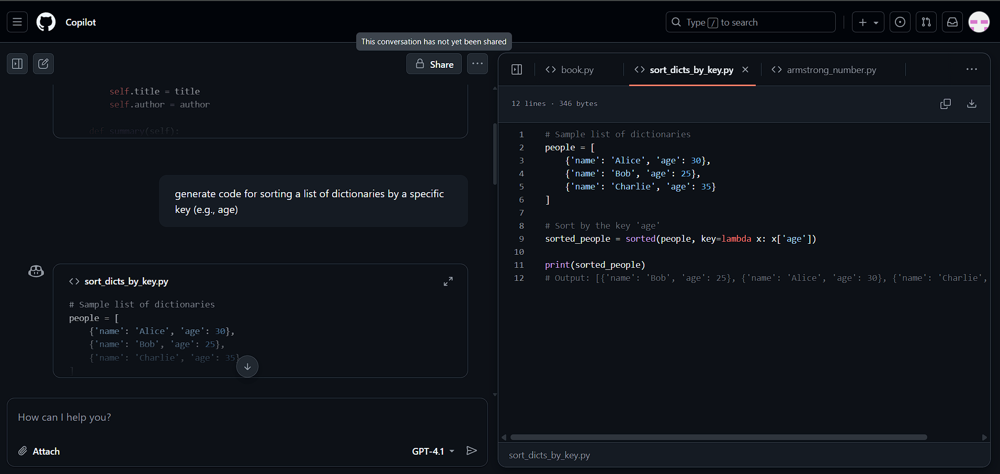 Copilot
Type / to search
This conversation has not yet been shared
Share
self.title = title
self.author = author
def summary(self):
generate code for sorting a list of dictionaries by a specific
key (e.g., age)
sort_dicts_by_key.py
# Sample list of dictionaries
people = [
{'name': 'Alice', 'age': 30},
{'name': 'Bob', 'age': 25},
{'name': 'Charlie', 'age': 35}
]
How can I help you?
Attach
GPT-4.1
book.py
sort_dicts_by_key.py
armstrong_number.py
12 lines · 346 bytes
1 # Sample list of dictionaries
2 people = [
3 {'name': 'Alice', 'age': 30},
4 {'name': 'Bob', 'age': 25},
5 {'name': 'Charlie', 'age': 35}
6 ]
7
8 # Sort by the key 'age'
9 sorted_people = sorted(people, key=lambda x: x['age'])
10
11 print(sorted_people)
12 # Output: [{'name': 'Bob', 'age': 25}, {'name': 'Alice', 'age': 30}, {'name': 'Charlie',
sort_dicts_by_key.py